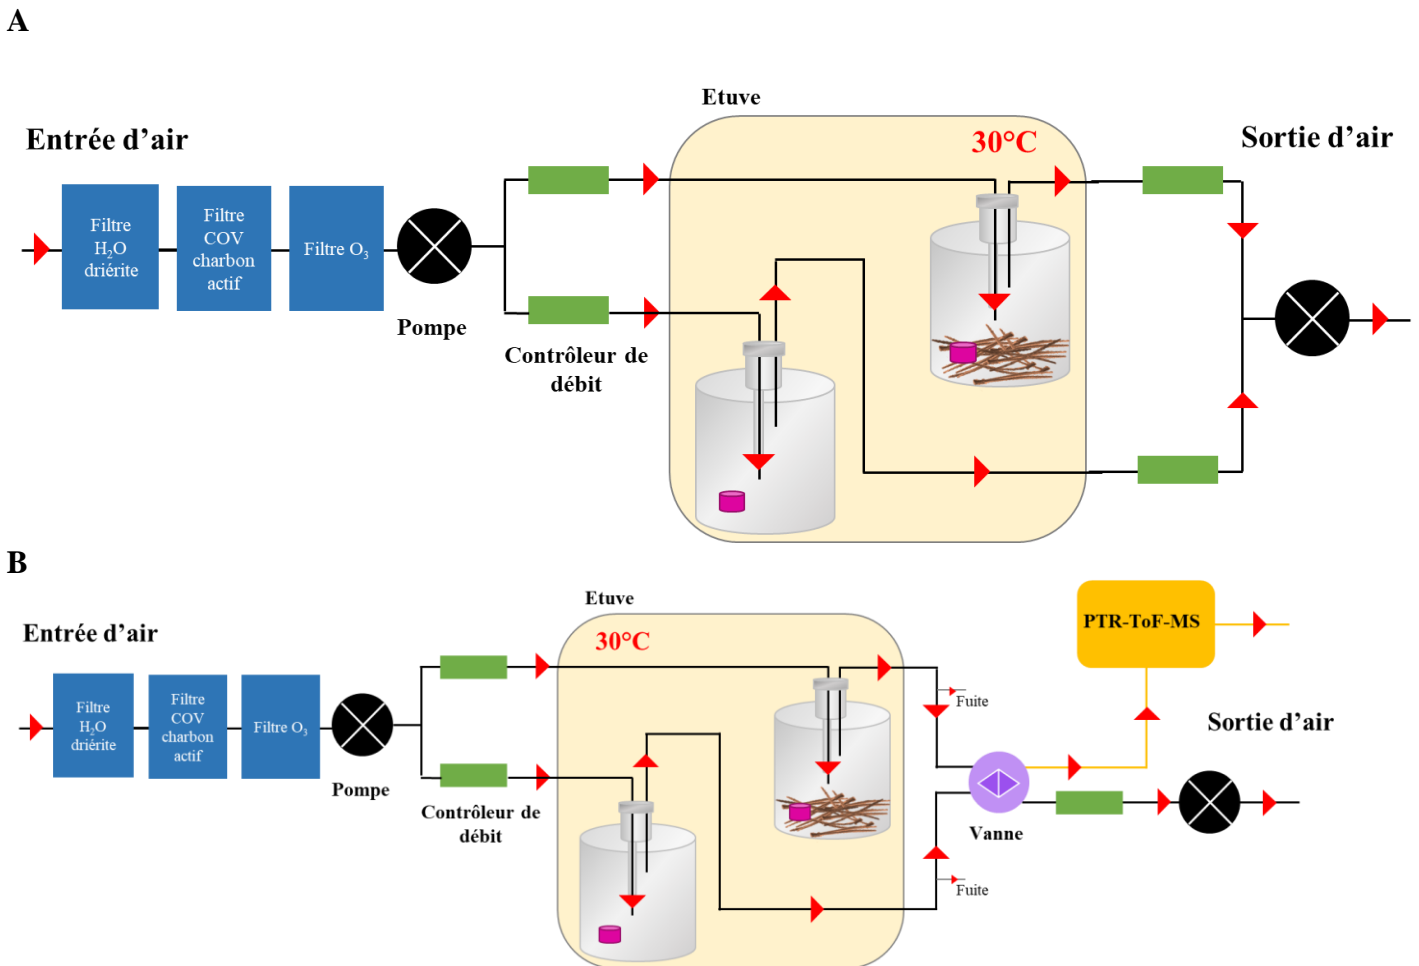 A
Etuve
Entrée d'air
30°C
Sortie d'air
Filtre
H₂O
driérite
Filtre
COV
charbon
actif
Filtre O₃
Pompe
Contrôleur de
débit
B
Etuve
Entrée d'air
30°C
PTR-ToF-MS
Filtre
H₂O
driérite
Filtre
COV
charbon
actif
Filtre O₃
Fuite
Sortie d'air
Pompe
Contrôleur de
débit
Vanne
Fuite